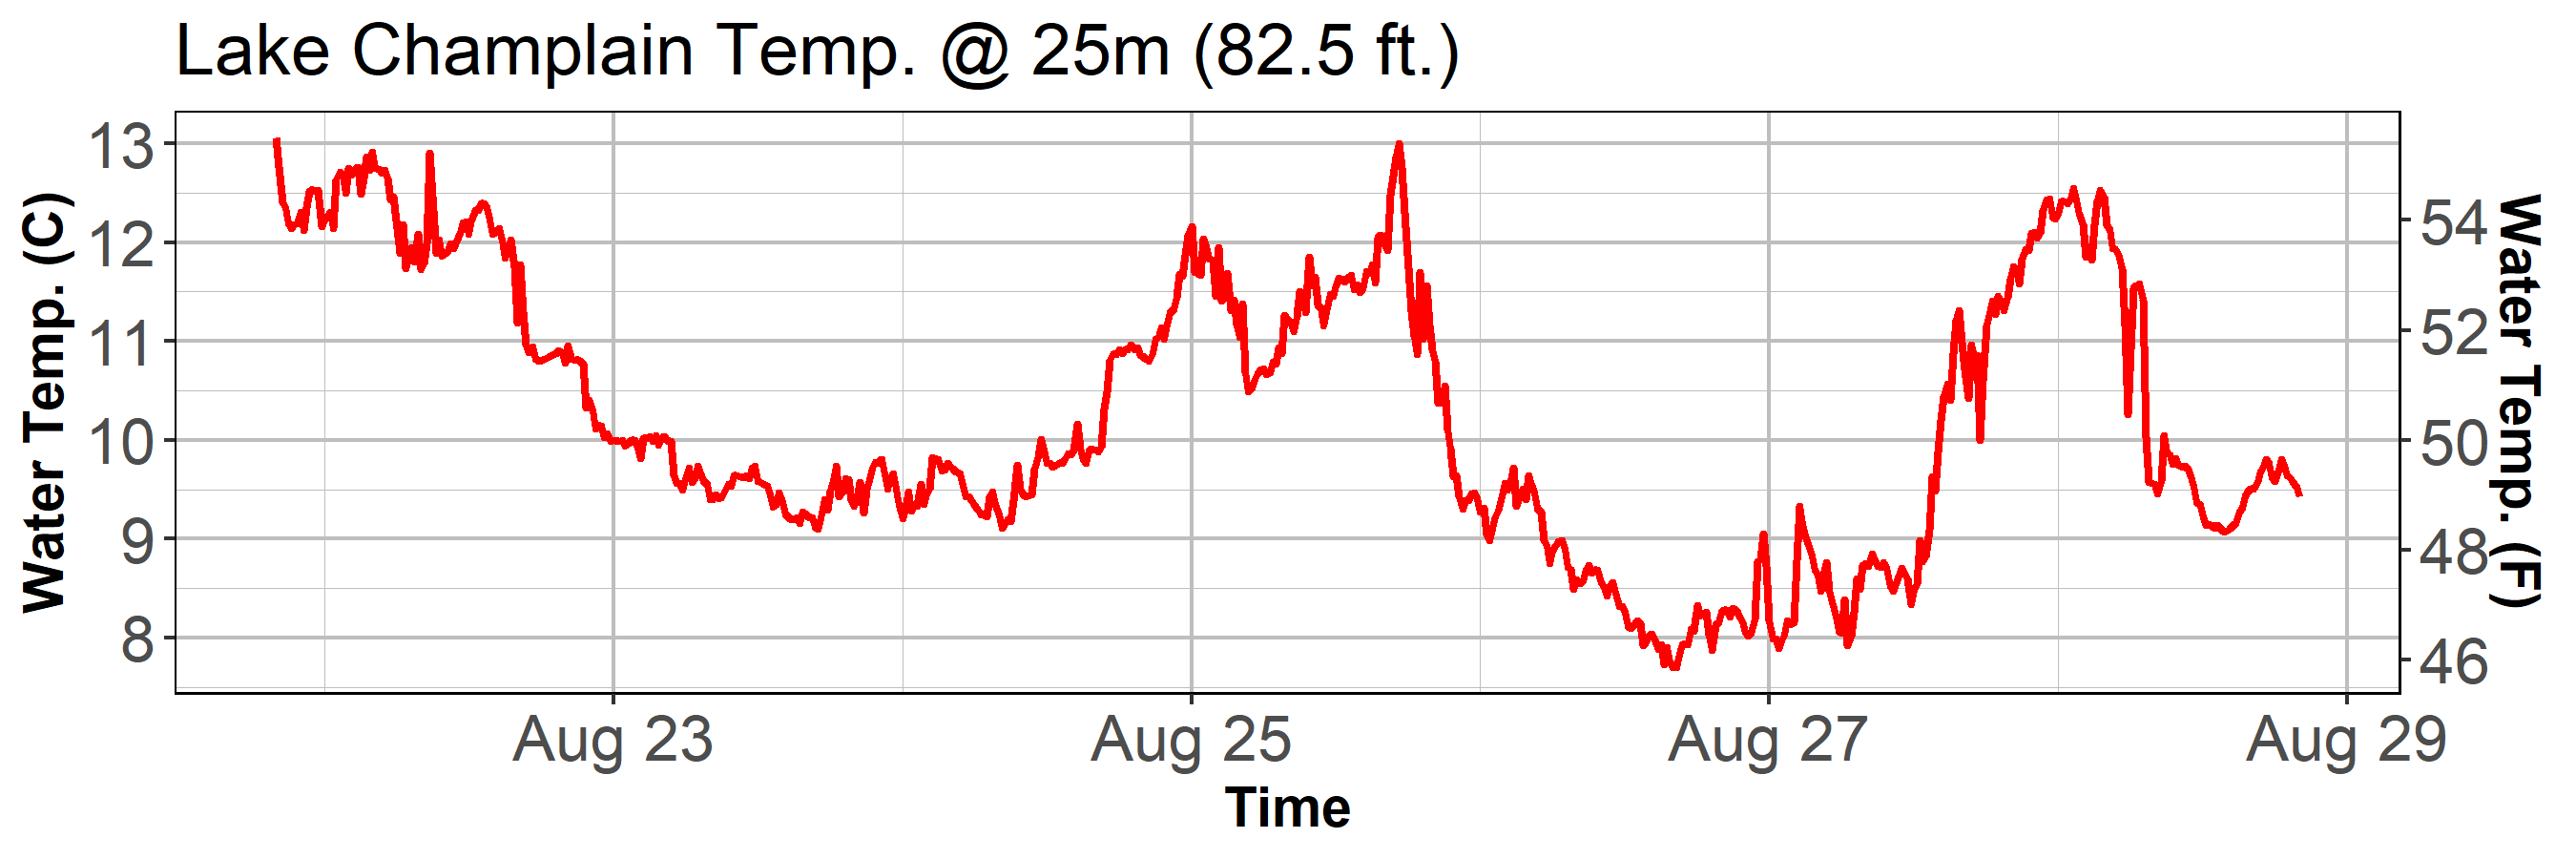 Lake Champlain Temp. @ 25m (82.5 ft.)
Water Temp. (C)
13
12
11
10
9
8
54
52
50
48
46
Water Temp. (F)
Aug 23 Aug 25 Aug 27 Aug 29
Time